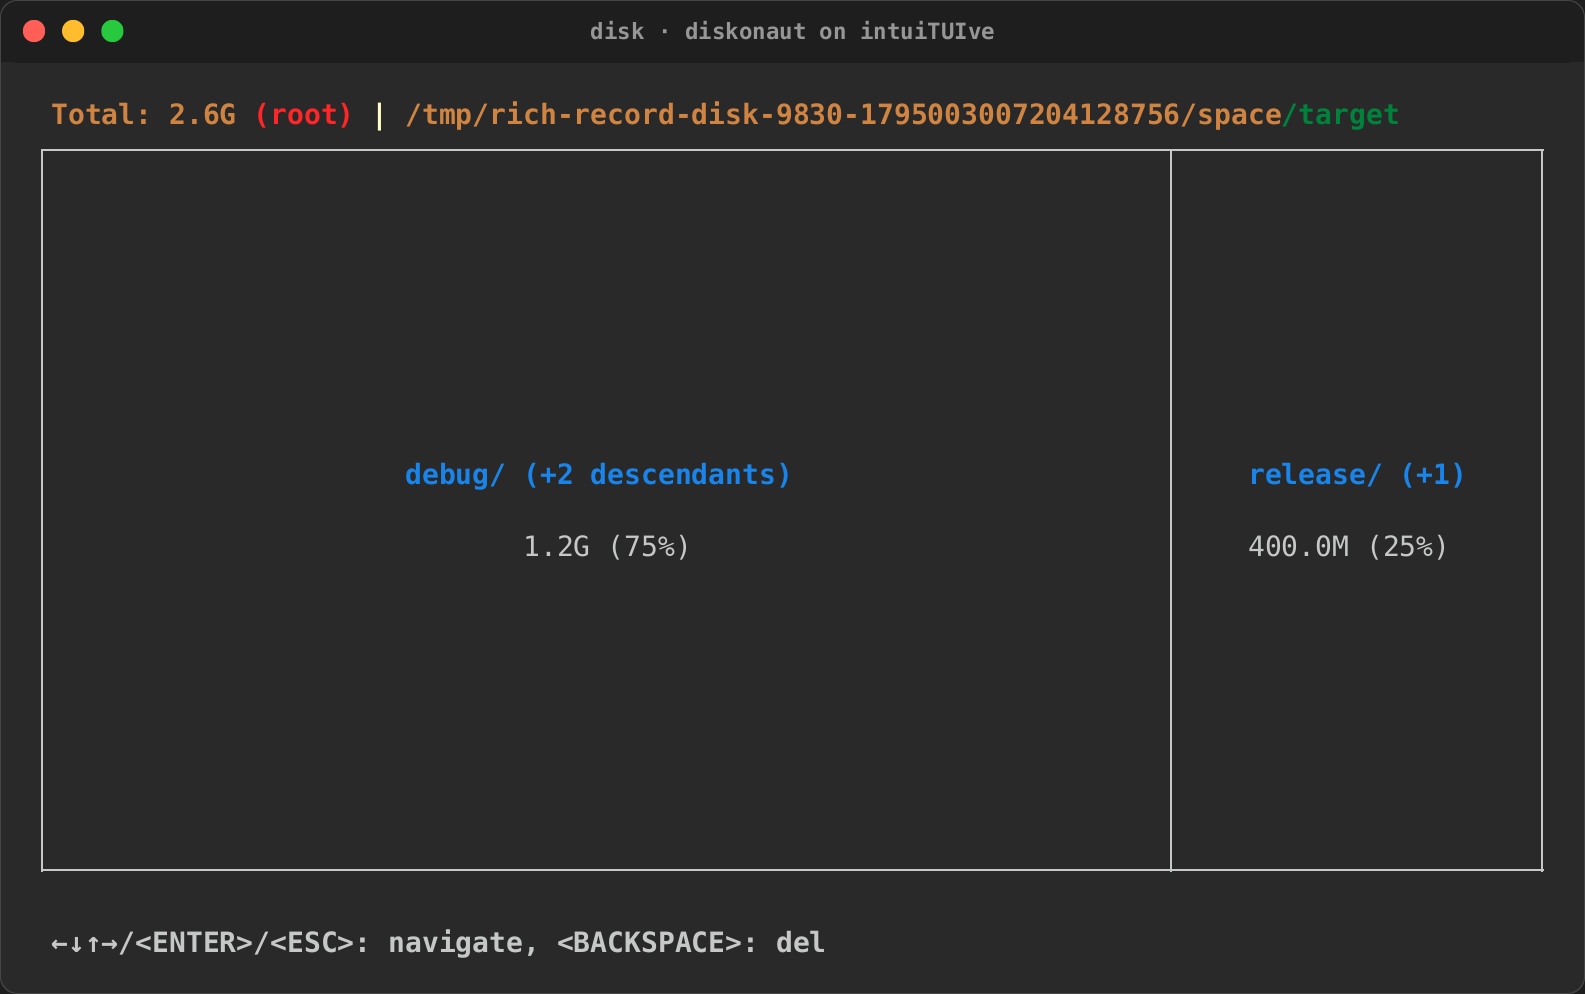 disk · diskonaut on intuiTUIve
Total: 2.6G (root) | /tmp/rich-record-disk-9830-1795003007204128756/space/target
debug/ (+2 descendants) release/ (+1)
1.2G (75%) 400.0M (25%)
←↓↑→/<ENTER>/<ESC>: navigate, <BACKSPACE>: del